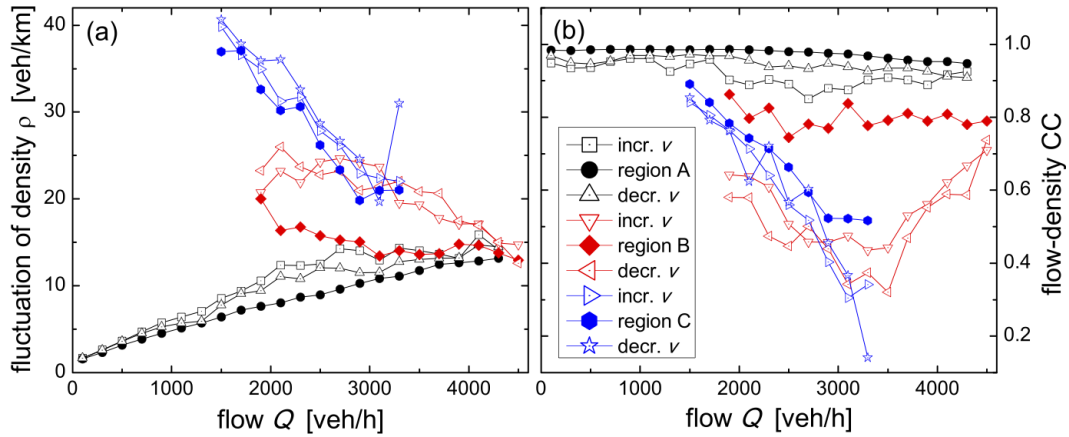 (a)
fluctuation of density ρ [veh/km]
40
30
20
10
0
0 1000 2000 3000 4000
flow Q [veh/h]
(b)
incr. v
region A
decr. v
incr. v
region B
decr. v
incr. v
region C
decr. v
1.0
0.8
0.6
0.4
0.2
flow-density CC
0 1000 2000 3000 4000
flow Q [veh/h]